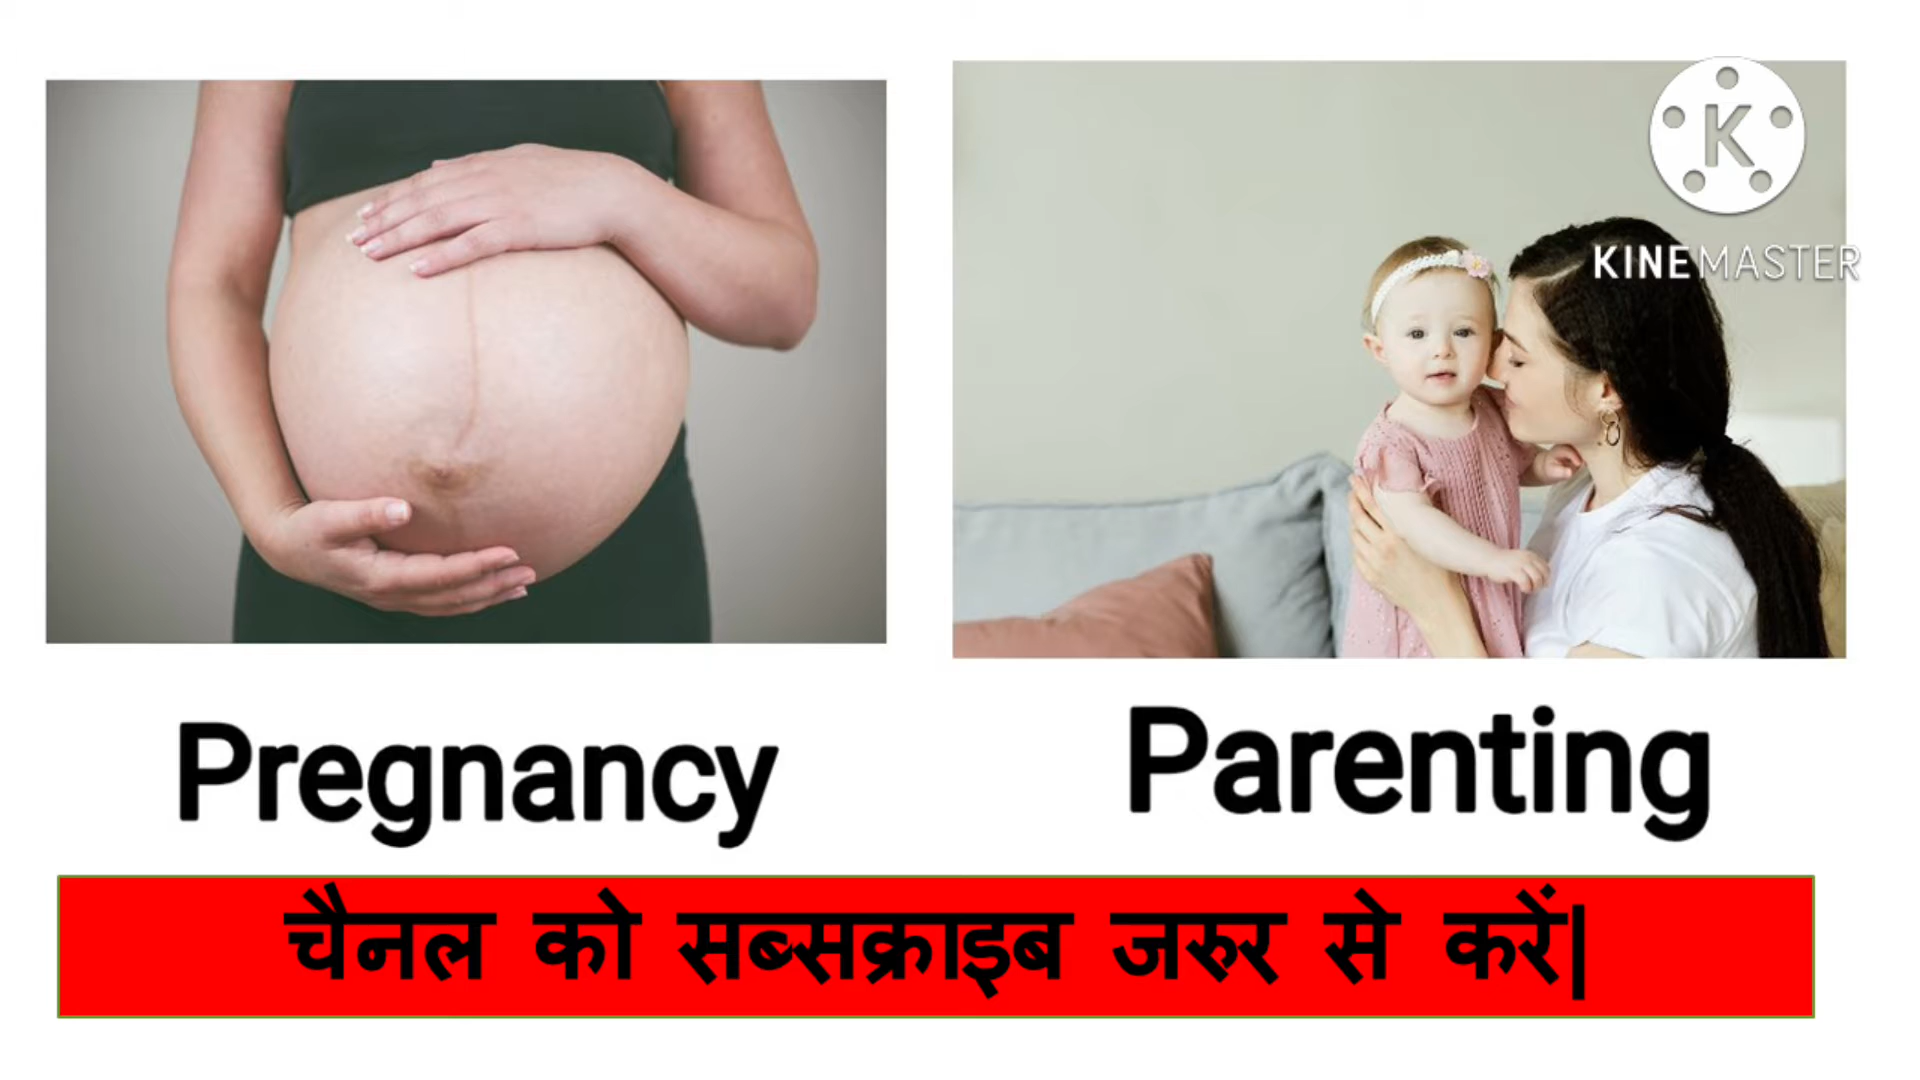 K
KINEMASTER
Pregnancy
Parenting
चैनल को सब्सक्राइब जरुर से करें|